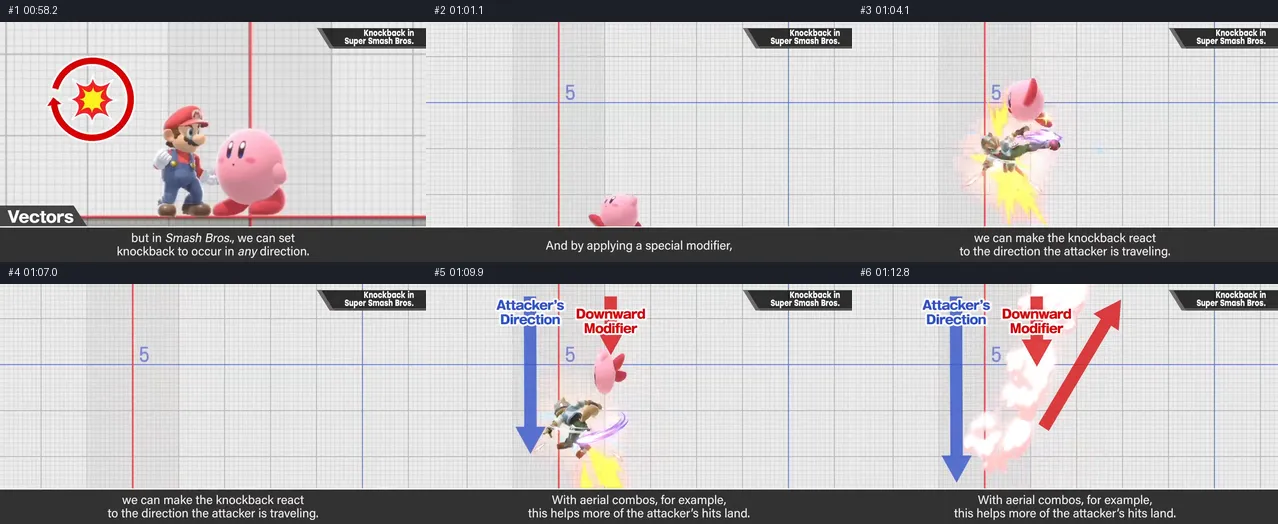 #1 00:58.2
Knockback in
Super Smash Bros.
Vectors
but in Smash Bros., we can set
knockback to occur in any direction.
#2 01:01.1
Knockback in
Super Smash Bros.
5
And by applying a special modifier,
#3 01:04.1
Knockback in
Super Smash Bros.
5
we can make the knockback react
to the direction the attacker is traveling.
#4 01:07.0
Knockback in
Super Smash Bros.
5
we can make the knockback react
to the direction the attacker is traveling.
#5 01:09.9
Knockback in
Super Smash Bros.
Attacker's
Direction
Downward
Modifier
5
With aerial combos, for example,
this helps more of the attacker's hits land.
#6 01:12.8
Knockback in
Super Smash Bros.
Attacker's
Direction
Downward
Modifier
5
With aerial combos, for example,
this helps more of the attacker's hits land.